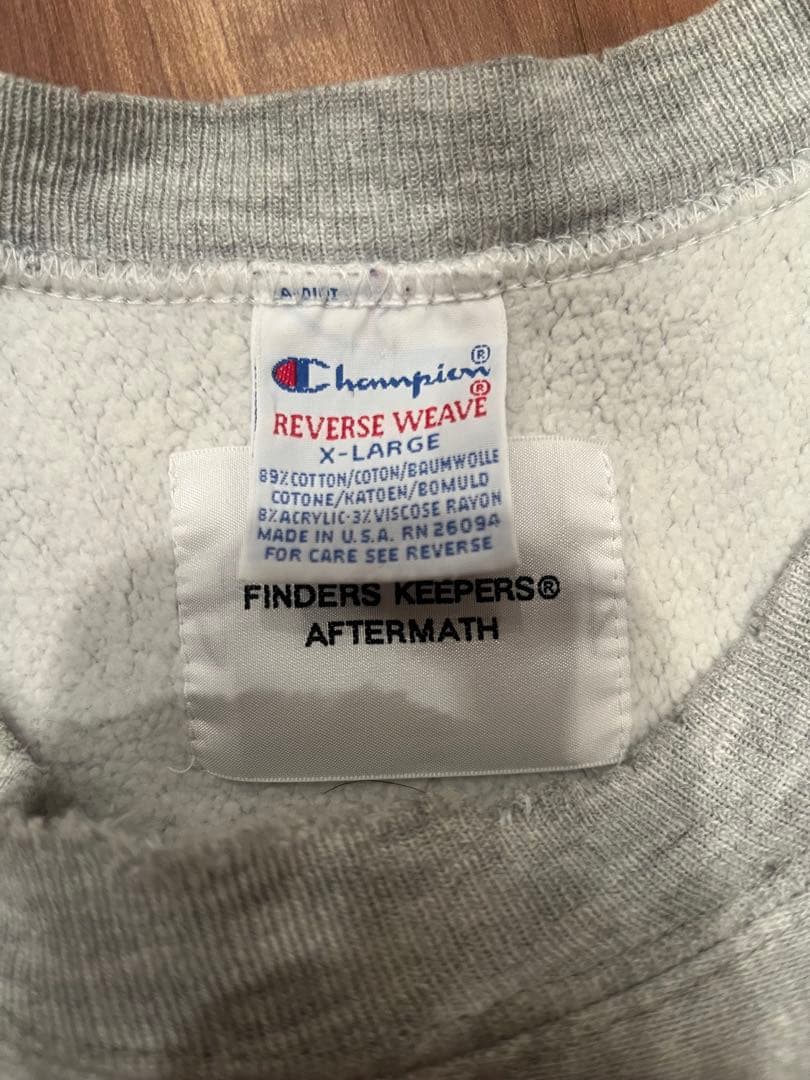 Champion®
REVERSE WEAVE®
X-LARGE
89% COTTON/COTON/BAUMWOLLE
COTONE/KATOEN/BOMULD
8% ACRYLIC·3% VISCOSE RAYON
MADE IN U.S.A. RN 26094
FOR CARE SEE REVERSE
FINDERS KEEPERS®
AFTERMATH